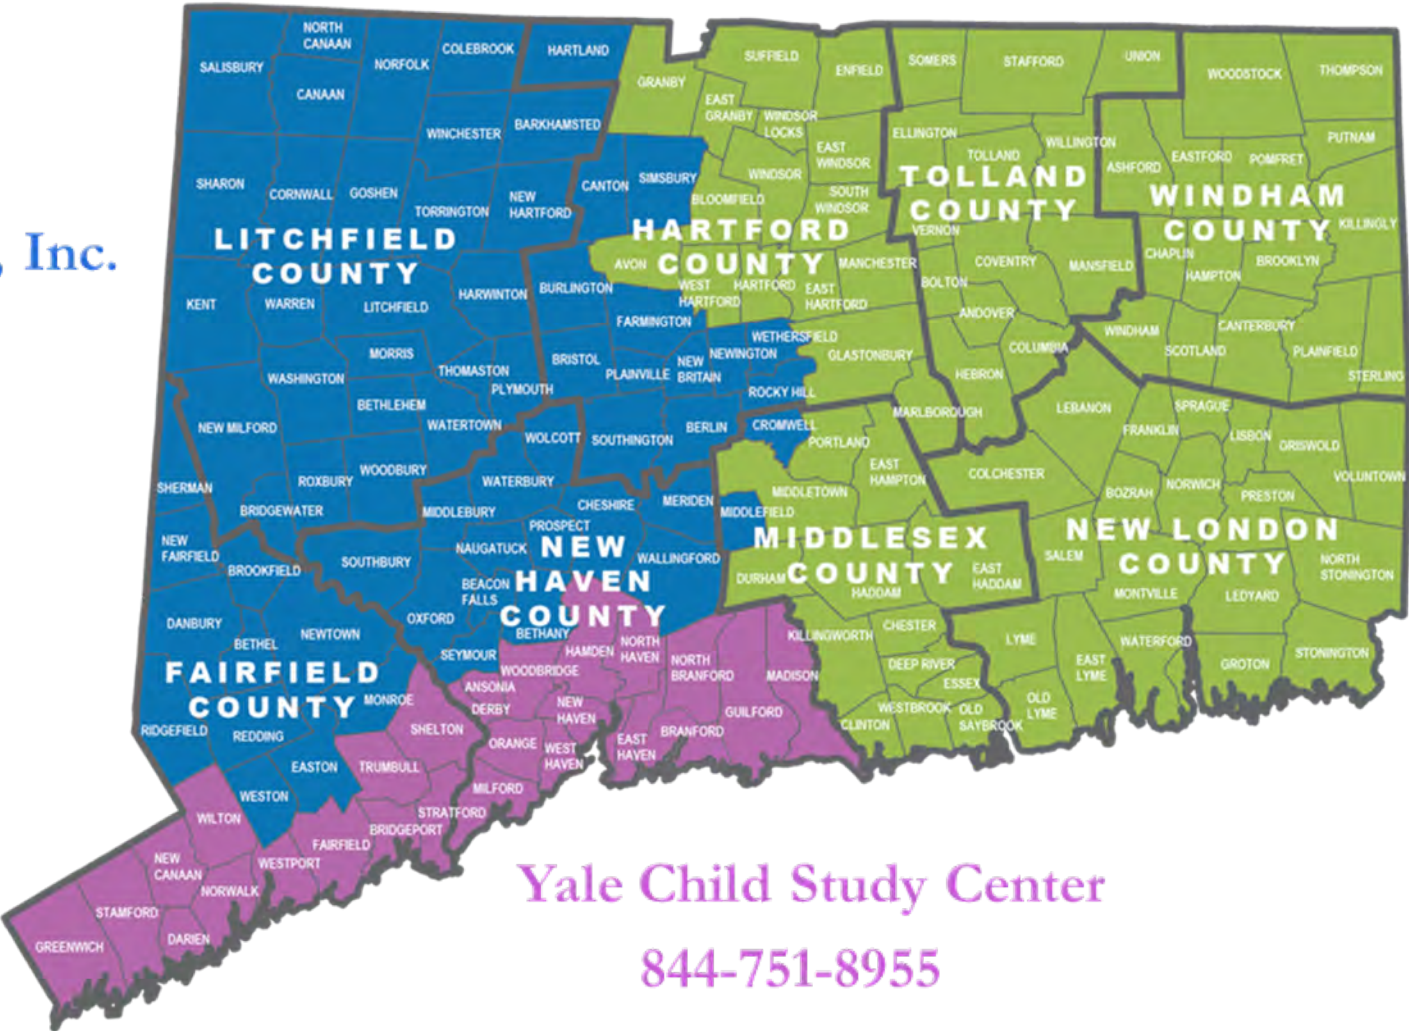 NORTH
CANAAN
COLEBROOK
HARTLAND
SALISBURY
NORFOLK
CANAAN
GRANBY
SUFFIELD
ENFIELD
SOMERS
STAFFORD
UNION
WOODSTOCK
THOMPSON
EAST
GRANBY
WINDSOR
LOCKS
WINCHESTER
BARKHAMSTED
ELLINGTON
WILLINGTON
PUTNAM
EAST
WINDSOR
TOLLAND
ASHFORD
EASTFORD
POMFRET
SHARON
CORNWALL
GOSHEN
CANTON
SIMSBURY
WINDSOR
TOLLAND
COUNTY
WINDHAM
COUNTY
TORRINGTON
NEW
HARTFORD
BLOOMFIELD
SOUTH
WINDSOR
VERNON
KILLINGLY
LITCHFIELD
COUNTY
HARTFORD
COUNTY
, Inc.
AVON
MANCHESTER
COVENTRY
MANSFIELD
CHAPLIN
HAMPTON
BROOKLYN
KENT
WARREN
LITCHFIELD
HARWINTON
BURLINGTON
WEST
HARTFORD
HARTFORD
EAST
HARTFORD
BOLTON
ANDOVER
FARMINGTON
WETHERSFIELD
WINDHAM
CANTERBURY
SCOTLAND
PLAINFIELD
STERLING
MORRIS
BRISTOL
PLAINVILLE
NEW
BRITAIN
NEWINGTON
GLASTONBURY
COLUMBIA
HEBRON
WASHINGTON
THOMASTON
PLYMOUTH
ROCKY HILL
BETHLEHEM
MARLBOROUGH
LEBANON
SPRAGUE
NEW MILFORD
WATERTOWN
WOLCOTT
SOUTHINGTON
BERLIN
CROMWELL
PORTLAND
FRANKLIN
LISBON
GRISWOLD
WOODBURY
ROXBURY
WATERBURY
EAST
HAMPTON
COLCHESTER
VOLUNTOWN
SHERMAN
BRIDGEWATER
MIDDLEBURY
CHESHIRE
MERIDEN
MIDDLETOWN
MIDDLEFIELD
BOZRAH
NORWICH
PRESTON
PROSPECT
NEW
FAIRFIELD
NAUGATUCK
NEW
HAVEN
COUNTY
WALLINGFORD
MIDDLESEX
COUNTY
NEW LONDON
COUNTY
SALEM
NORTH
STONINGTON
BROOKFIELD
SOUTHBURY
BEACON
FALLS
DURHAM
HADDAM
EAST
HADDAM
MONTVILLE
LEDYARD
DANBURY
BETHEL
NEWTOWN
OXFORD
BETHANY
KILLINGWORTH
CHESTER
LYME
WATERFORD
SEYMOUR
HAMDEN
NORTH
HAVEN
STONINGTON
FAIRFIELD
COUNTY
WOODBRIDGE
NORTH
BRANFORD
MADISON
DEEP RIVER
EAST
LYME
GROTON
MONROE
ANSONIA
DERBY
ESSEX
NEW
HAVEN
GUILFORD
WESTBROOK
OLD
SAYBROOK
OLD
LYME
RIDGEFIELD
REDDING
SHELTON
ORANGE
WEST
HAVEN
EAST
HAVEN
BRANFORD
CLINTON
EASTON
TRUMBULL
WESTON
MILFORD
WILTON
STRATFORD
BRIDGEPORT
FAIRFIELD
NEW
CANAAN
WESTPORT
NORWALK
STAMFORD
DARIEN
GREENWICH
Yale Child Study Center
844-751-8955